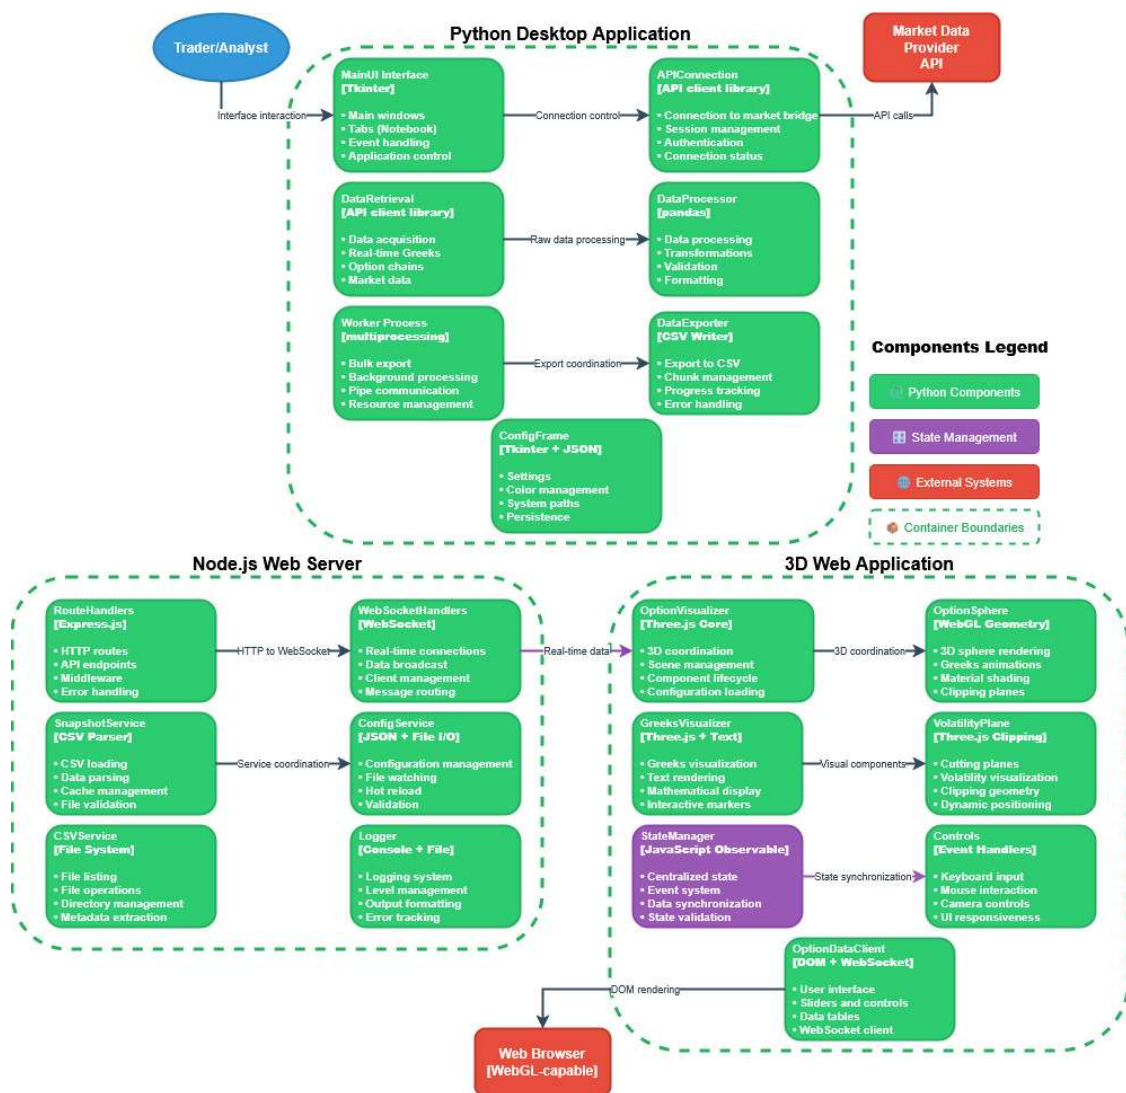 Python Desktop Application
Trader/Analyst
Market Data
Provider
API
MainUI Interface
[Tkinter]
• Main windows
• Tabs (Notebook)
• Event handling
• Application control
APIConnection
[API client library]
• Connection to market bridge
• Session management
• Authentication
• Connection status
Interface interaction
Connection control
API calls
DataRetrieval
[API client library]
• Data acquisition
• Real-time Greeks
• Option chains
• Market data
Raw data processing
DataProcessor
[pandas]
• Data processing
• Transformations
• Validation
• Formatting
Worker Process
[multiprocessing]
• Bulk export
• Background processing
• Pipe communication
• Resource management
Export coordination
DataExporter
[CSV Writer]
• Export to CSV
• Chunk management
• Progress tracking
• Error handling
ConfigFrame
[Tkinter + JSON]
• Settings
• Color management
• System paths
• Persistence
Components Legend
Python Components
State Management
External Systems
Container Boundaries
Node.js Web Server
RouteHandlers
[Express.js]
• HTTP routes
• API endpoints
• Middleware
• Error handling
HTTP to WebSocket
WebSocketHandlers
[WebSocket]
• Real-time connections
• Data broadcast
• Client management
• Message routing
Real-time data
SnapshotService
[CSV Parser]
• CSV loading
• Data parsing
• Cache management
• File validation
Service coordination
ConfigService
[JSON + File I/O]
• Configuration management
• File watching
• Hot reload
• Validation
CSVService
[File System]
• File listing
• File operations
• Directory management
• Metadata extraction
Logger
[Console + File]
• Logging system
• Level management
• Output formatting
• Error tracking
3D Web Application
OptionVisualizer
[Three.js Core]
• 3D coordination
• Scene management
• Component lifecycle
• Configuration loading
3D coordination
OptionSphere
[WebGL Geometry]
• 3D sphere rendering
• Greeks animations
• Material shading
• Clipping planes
GreeksVisualizer
[Three.js + Text]
• Greeks visualization
• Text rendering
• Mathematical display
• Interactive markers
Visual components
VolatilityPlane
[Three.js Clipping]
• Cutting planes
• Volatility visualization
• Clipping geometry
• Dynamic positioning
StateManager
[JavaScript Observable]
• Centralized state
• Event system
• Data synchronization
• State validation
State synchronization
Controls
[Event Handlers]
• Keyboard input
• Mouse interaction
• Camera controls
• UI responsiveness
OptionDataClient
[DOM + WebSocket]
• User interface
• Sliders and controls
• Data tables
• WebSocket client
DOM rendering
Web Browser
[WebGL-capable]